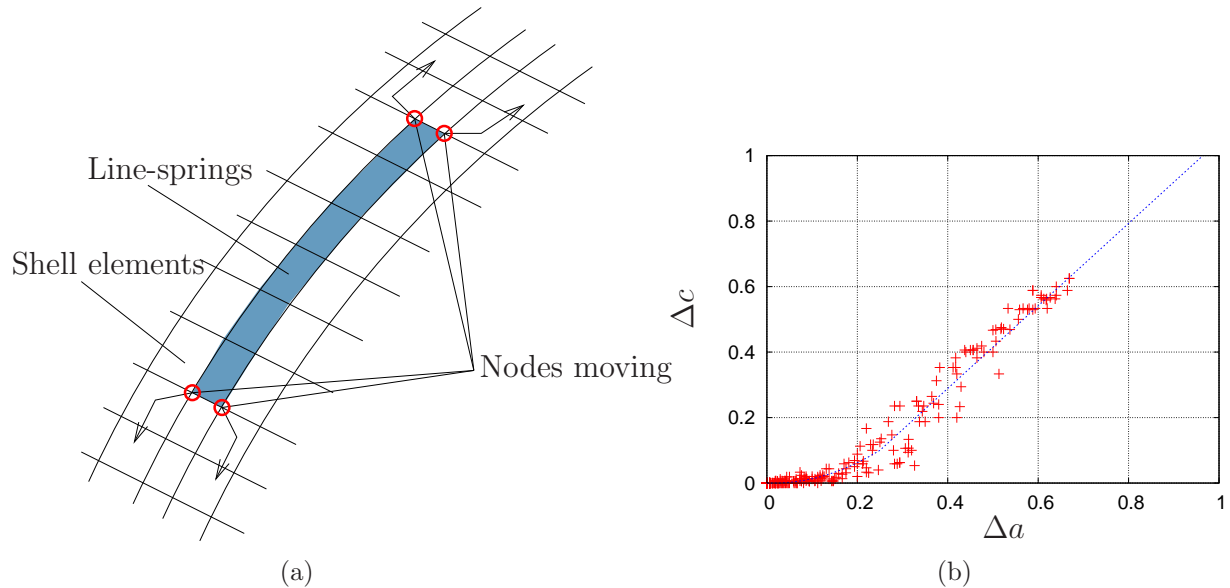 Line-springs
Shell elements
Nodes moving
(a)
1
0.8
0.6
0.4
0.2
0
Δc
0 0.2 0.4 0.6 0.8 1
Δa
(b)